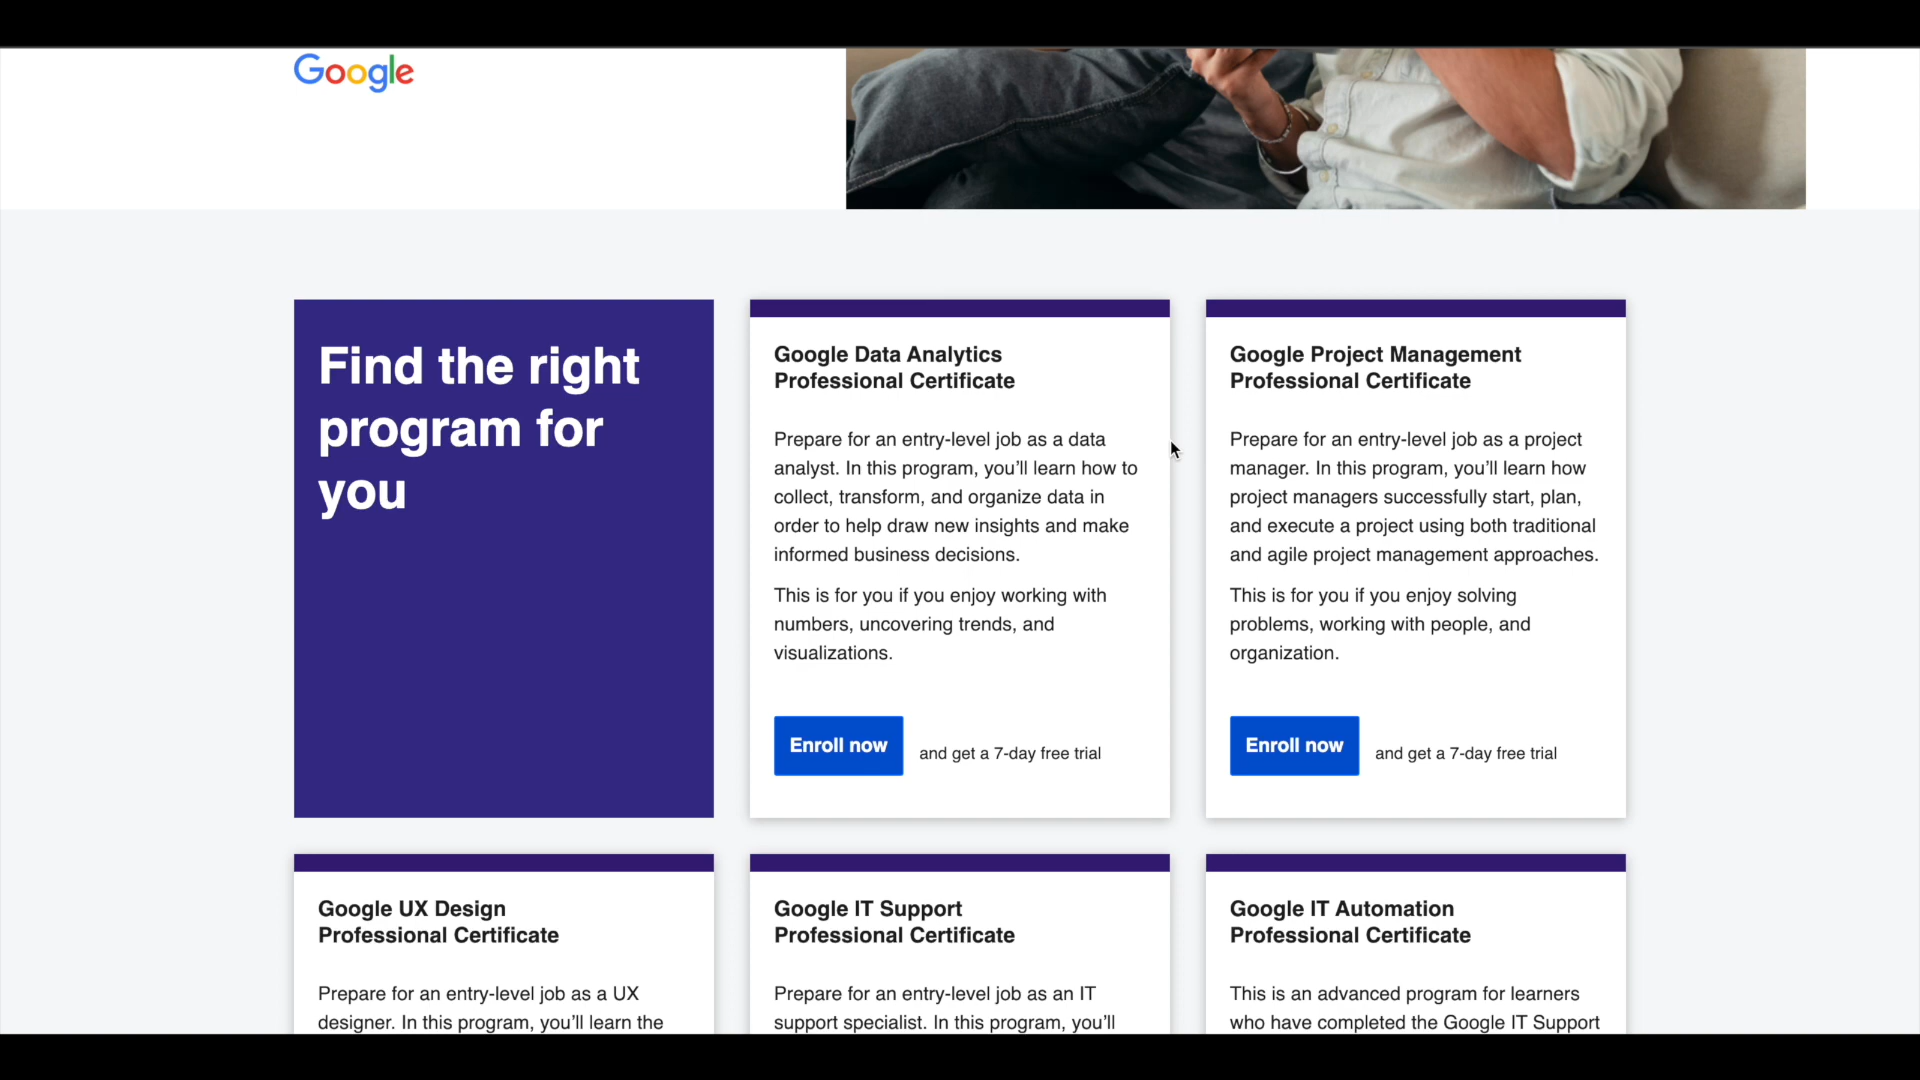 Google
Find the right
program for
you
Google Data Analytics
Professional Certificate
Prepare for an entry-level job as a data
analyst. In this program, you’ll learn how to
collect, transform, and organize data in
order to help draw new insights and make
informed business decisions.
This is for you if you enjoy working with
numbers, uncovering trends, and
visualizations.
Enroll now
and get a 7-day free trial
Google Project Management
Professional Certificate
Prepare for an entry-level job as a project
manager. In this program, you’ll learn how
project managers successfully start, plan,
and execute a project using both traditional
and agile project management approaches.
This is for you if you enjoy solving
problems, working with people, and
organization.
Enroll now
and get a 7-day free trial
Google UX Design
Professional Certificate
Prepare for an entry-level job as a UX
designer. In this program, you’ll learn the
Google IT Support
Professional Certificate
Prepare for an entry-level job as an IT
support specialist. In this program, you’ll
Google IT Automation
Professional Certificate
This is an advanced program for learners
who have completed the Google IT Support